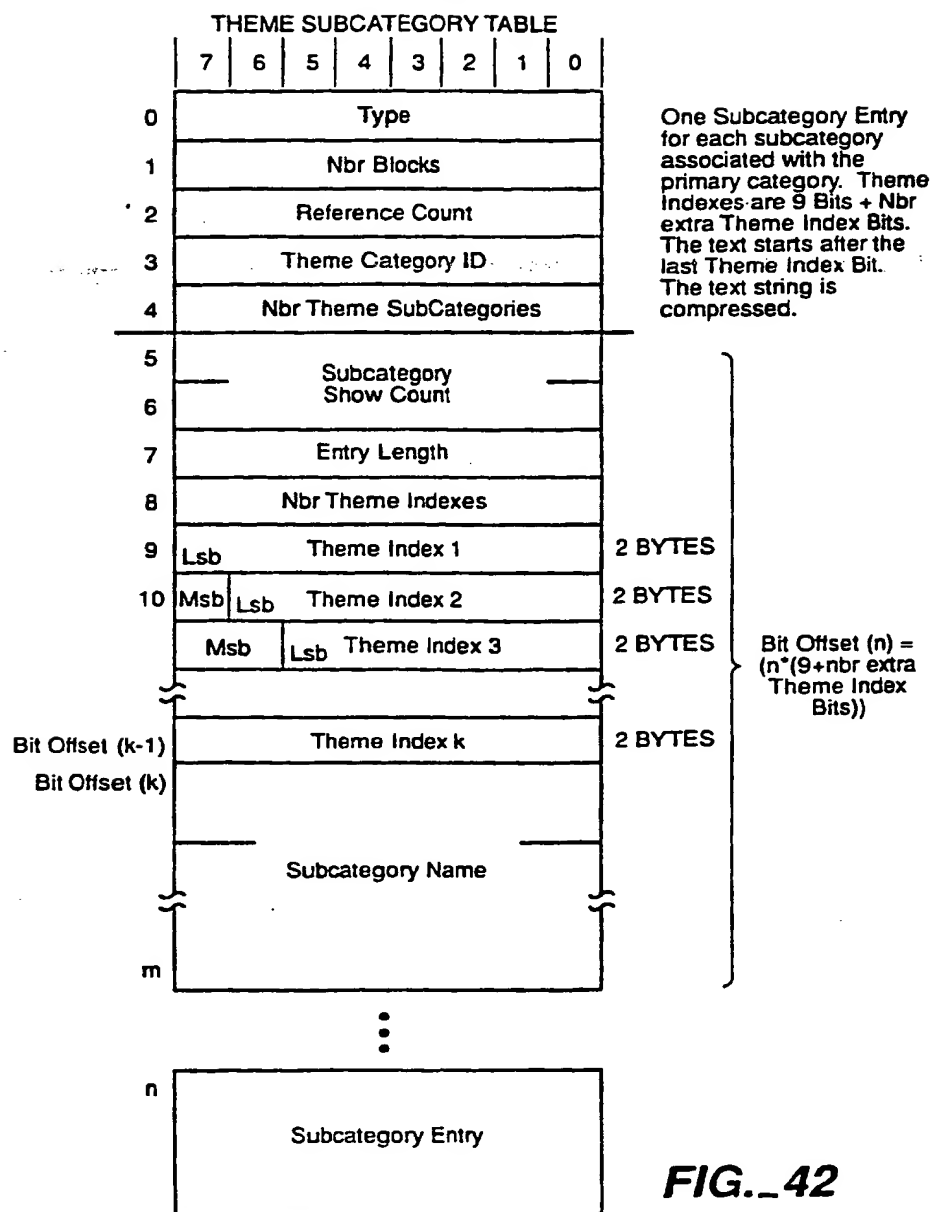 THEME SUBCATEGORY TABLE
7 6 5 4 3 2 1 0
0 Type
1 Nbr Blocks
2 Reference Count
3 Theme Category ID
4 Nbr Theme SubCategories
One Subcategory Entry
for each subcategory
associated with the
primary category. Theme
Indexes are 9 Bits + Nbr
extra Theme Index Bits.
The text starts after the
last Theme Index Bit.
The text string is
compressed.
5
Subcategory
Show Count
6
7 Entry Length
8 Nbr Theme Indexes
9 Lsb Theme Index 1 2 BYTES
10 Msb Lsb Theme Index 2 2 BYTES
Msb Lsb Theme Index 3 2 BYTES
Bit Offset (n) =
(n*(9+nbr extra
Theme Index
Bits))
Bit Offset (k-1) Theme Index k 2 BYTES
Bit Offset (k)
Subcategory Name
m
n
Subcategory Entry
FIG._42